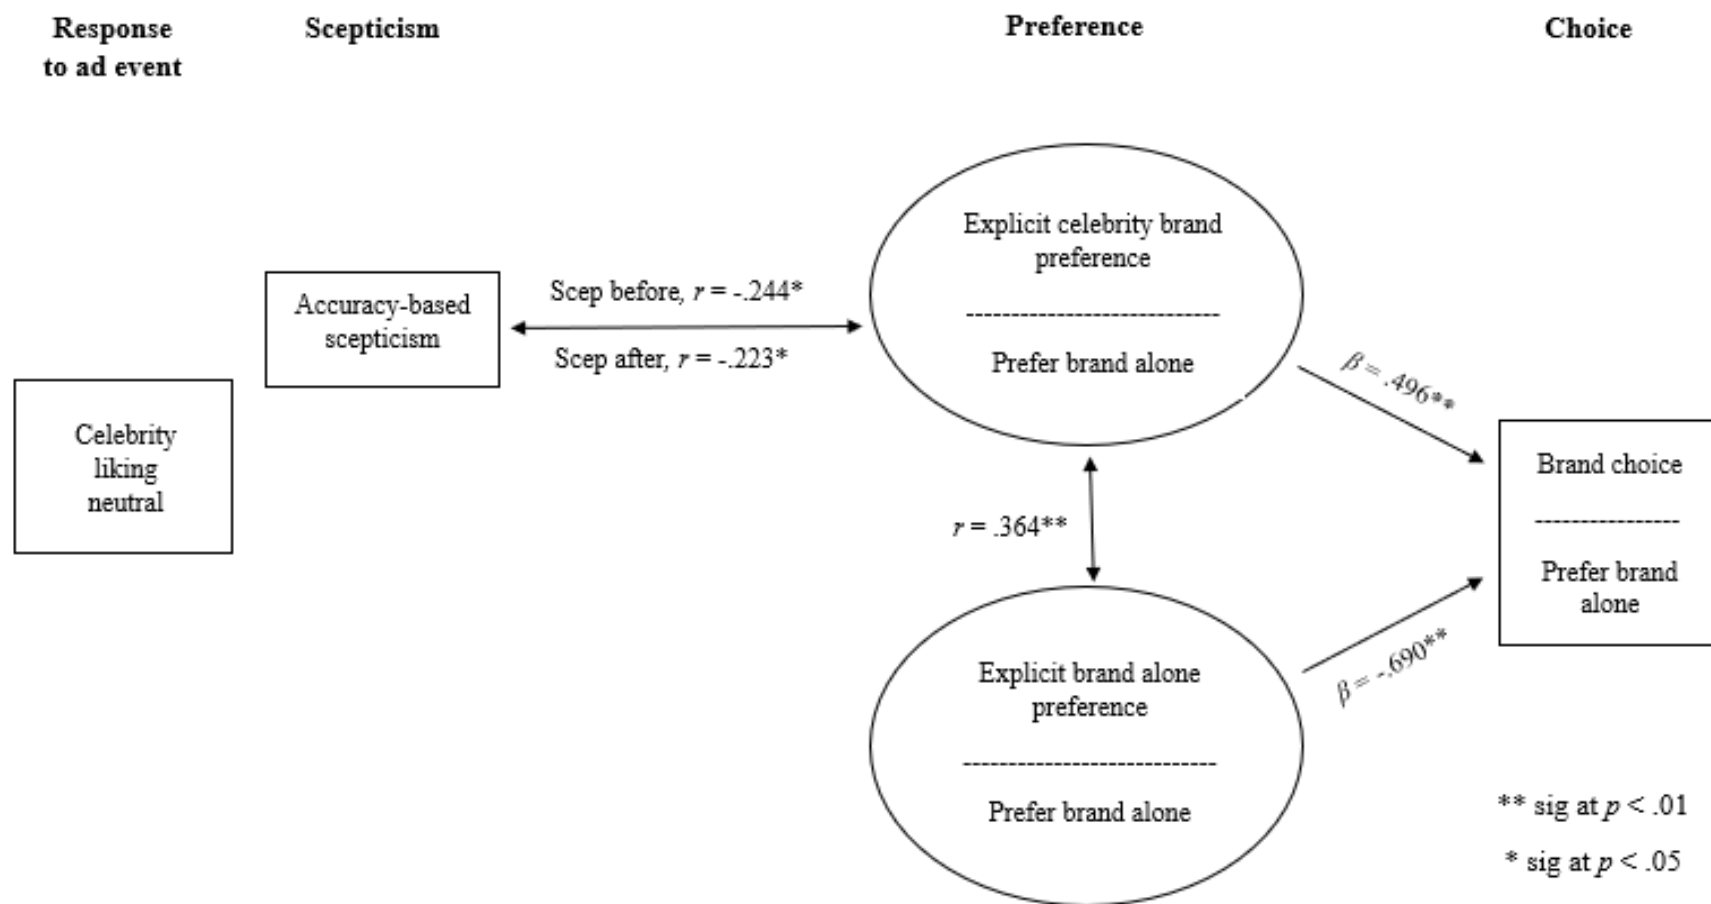 Response
to ad event
Scepticism
Preference
Choice
Explicit celebrity brand
preference
----------------------------
Prefer brand alone
Accuracy-based
scepticism
Scep before, r = -.244*
Scep after, r = -.223*
Celebrity
liking
neutral
β = .496**
Brand choice
----------------
Prefer brand
alone
r = .364**
β = -.690**
Explicit brand alone
preference
----------------------------
Prefer brand alone
** sig at p < .01
* sig at p < .05